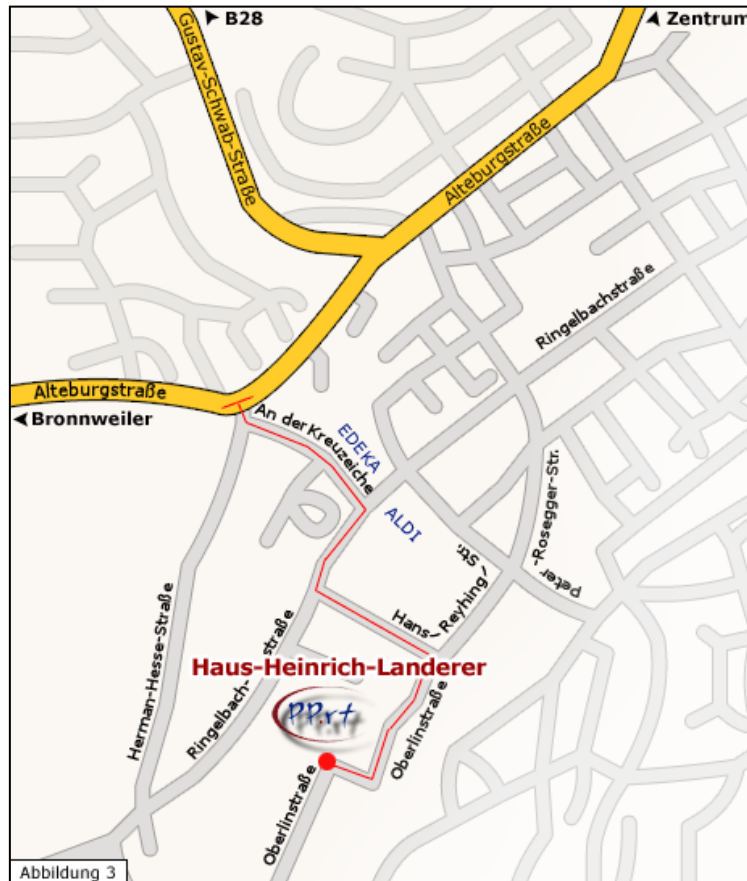 B28
Zentrum
Gustav-Schwab-Straße
Alteburgstraße
Ringelbachstraße
Alteburgstraße
Bronnweiler
An der Kreuzeiche
EDEKA
ALDI
Peter
-Rosegger-Str.
Hans-
Reyhing-
Str.
Herman-Hesse-Straße
Ringelbach-
straße
Haus-Heinrich-Landerer
PP.rt
Oberlinstraße
Oberlinstraße
Abbildung 3